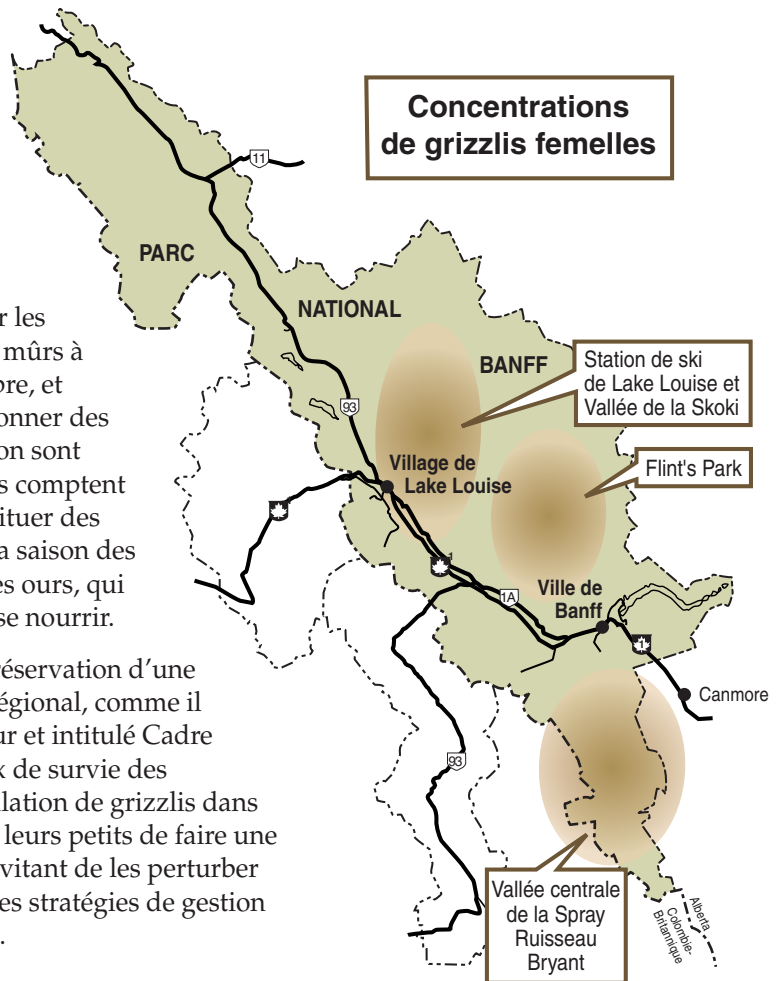 Concentrations
de grizzlis femelles
11
PARC
NATIONAL
BANFF
93
Station de ski
de Lake Louise et
Vallée de la Skoki
Flint's Park
Village de
Lake Louise
1A
Ville de
Banff
1
Canmore
93
Vallée centrale
de la Spray
Ruisseau
Bryant
Alberta
Colombie-
Britannique
r les
mûrs à
bre, et
onner des
on sont
s comptent
ituer des
a saison des
es ours, qui
se nourrir.
réservation d'une
égional, comme il
ur et intitulé Cadre
x de survie des
lation de grizzlis dans
leurs petits de faire une
vitant de les perturber
es stratégies de gestion
.